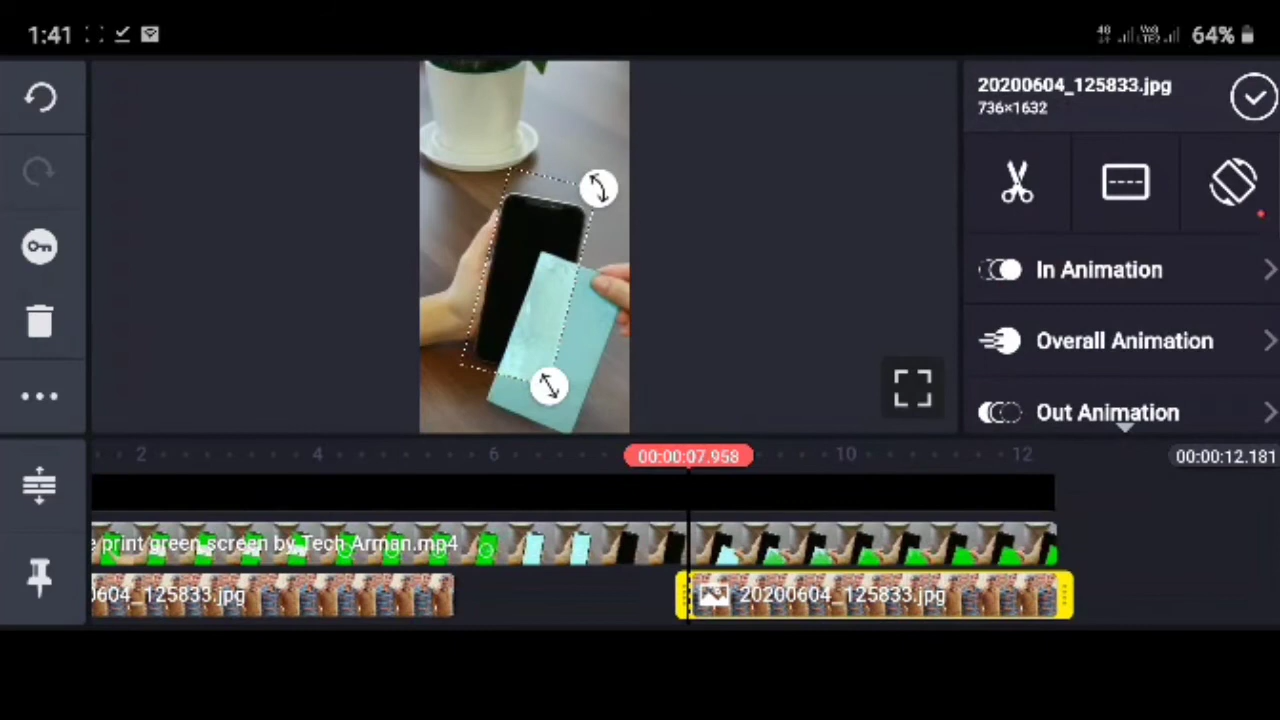 1:41
64%
20200604_125833.jpg
736×1632
In Animation
Overall Animation
Out Animation
2 4 6 00:00:07.958 10 12 00:00:12.181
e print green screen by Tech Arman.mp4
0604_125833.jpg
20200604_125833.jpg